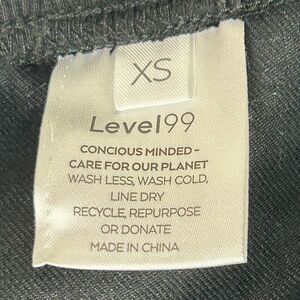 XS
Level99
CONCIOUS MINDED-
CARE FOR OUR PLANET
WASH LESS, WASH COLD,
LINE DRY
RECYCLE, REPURPOSE
OR DONATE
MADE IN CHINA